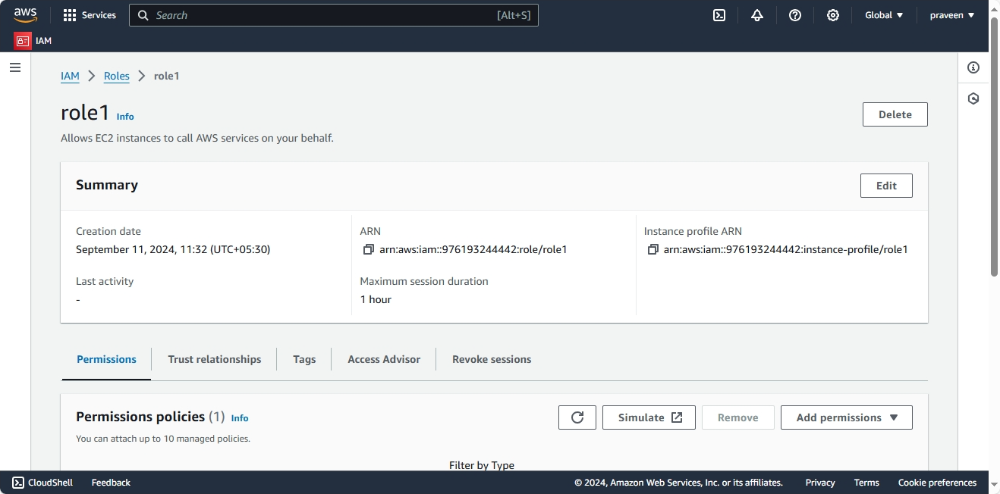 aws Services Search [Alt+S] Global praveen
IAM
IAM Roles role1
role1 Info
Delete
Allows EC2 instances to call AWS services on your behalf.
Summary
Edit
Creation date
September 11, 2024, 11:32 (UTC+05:30)
Last activity
-
ARN
arn:aws:iam::976193244442:role/role1
Maximum session duration
1 hour
Instance profile ARN
arn:aws:iam::976193244442:instance-profile/role1
Permissions Trust relationships Tags Access Advisor Revoke sessions
Permissions policies (1) Info
You can attach up to 10 managed policies.
Simulate Remove Add permissions
Filter by Type
CloudShell Feedback © 2024, Amazon Web Services, Inc. or its affiliates. Privacy Terms Cookie preferences